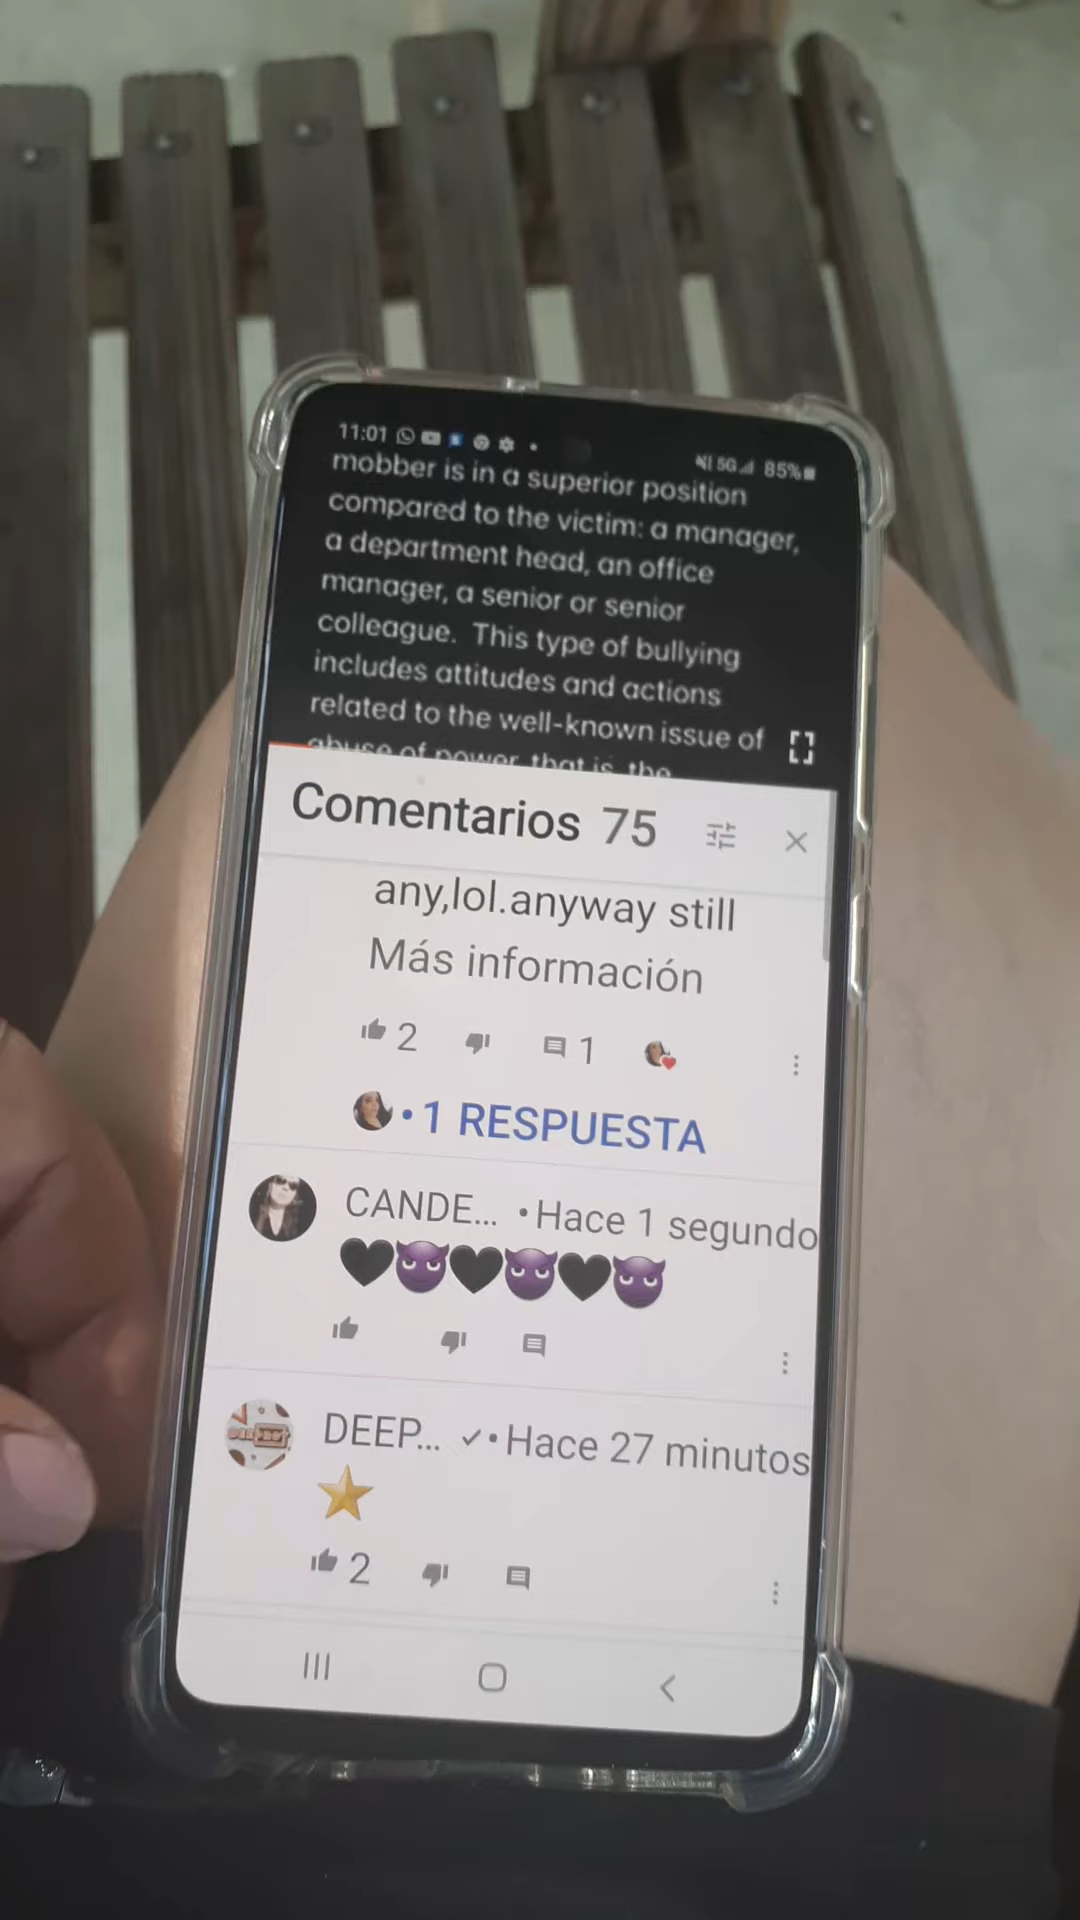 11:01
5G 85%
mobber is in a superior position
compared to the victim: a manager,
a department head, an office
manager, a senior or senior
colleague. This type of bullying
includes attitudes and actions
related to the well-known issue of
abuse of power that is the
Comentarios 75
any,lol.anyway still
Más información
2
1
• 1 RESPUESTA
CANDE... • Hace 1 segundo
🖤😈🖤😈🖤😈
DEEP... ✓ • Hace 27 minutos
⭐
2